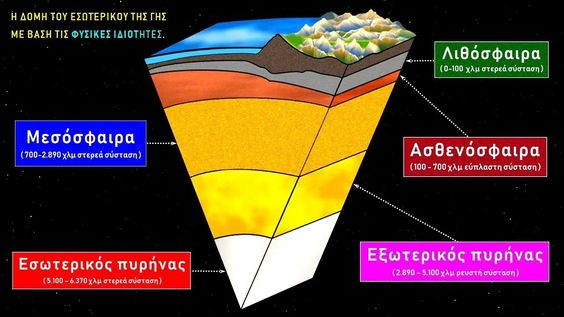 Η ΔΟΜΗ ΤΟΥ ΕΣΩΤΕΡΙΚΟΥ ΤΗΣ ΓΗΣ
ΜΕ ΒΑΣΗ ΤΙΣ ΦΥΣΙΚΕΣ ΙΔΙΟΤΗΤΕΣ.
Λιθόσφαιρα
(0-100 χλμ στερεά σύσταση)
Μεσόσφαιρα
(700-2.890 χλμ στερεά σύσταση)
Ασθενόσφαιρα
(100 - 700 χλμ εύπλαστη σύσταση)
Εσωτερικός πυρήνας
(5.100 - 6.370 χλμ στερεά σύσταση)
Εξωτερικός πυρήνας
(2.890 - 5.100 χλμ ρευστή σύσταση)